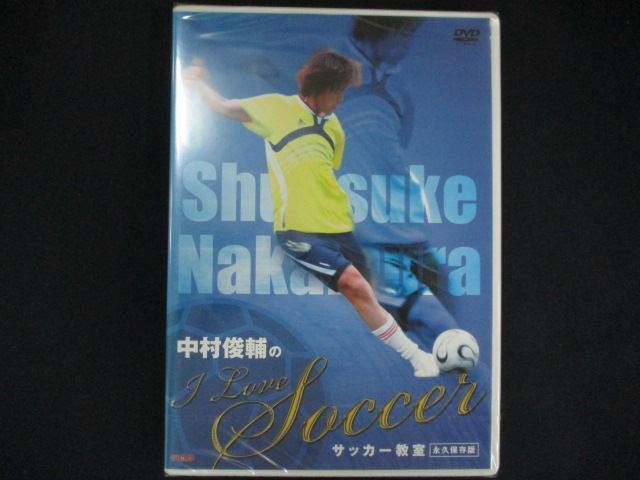 DVD
Shunsuke
Nakamura
中村俊輔の
I Love
Soccer
サッカー教室 永久保存版